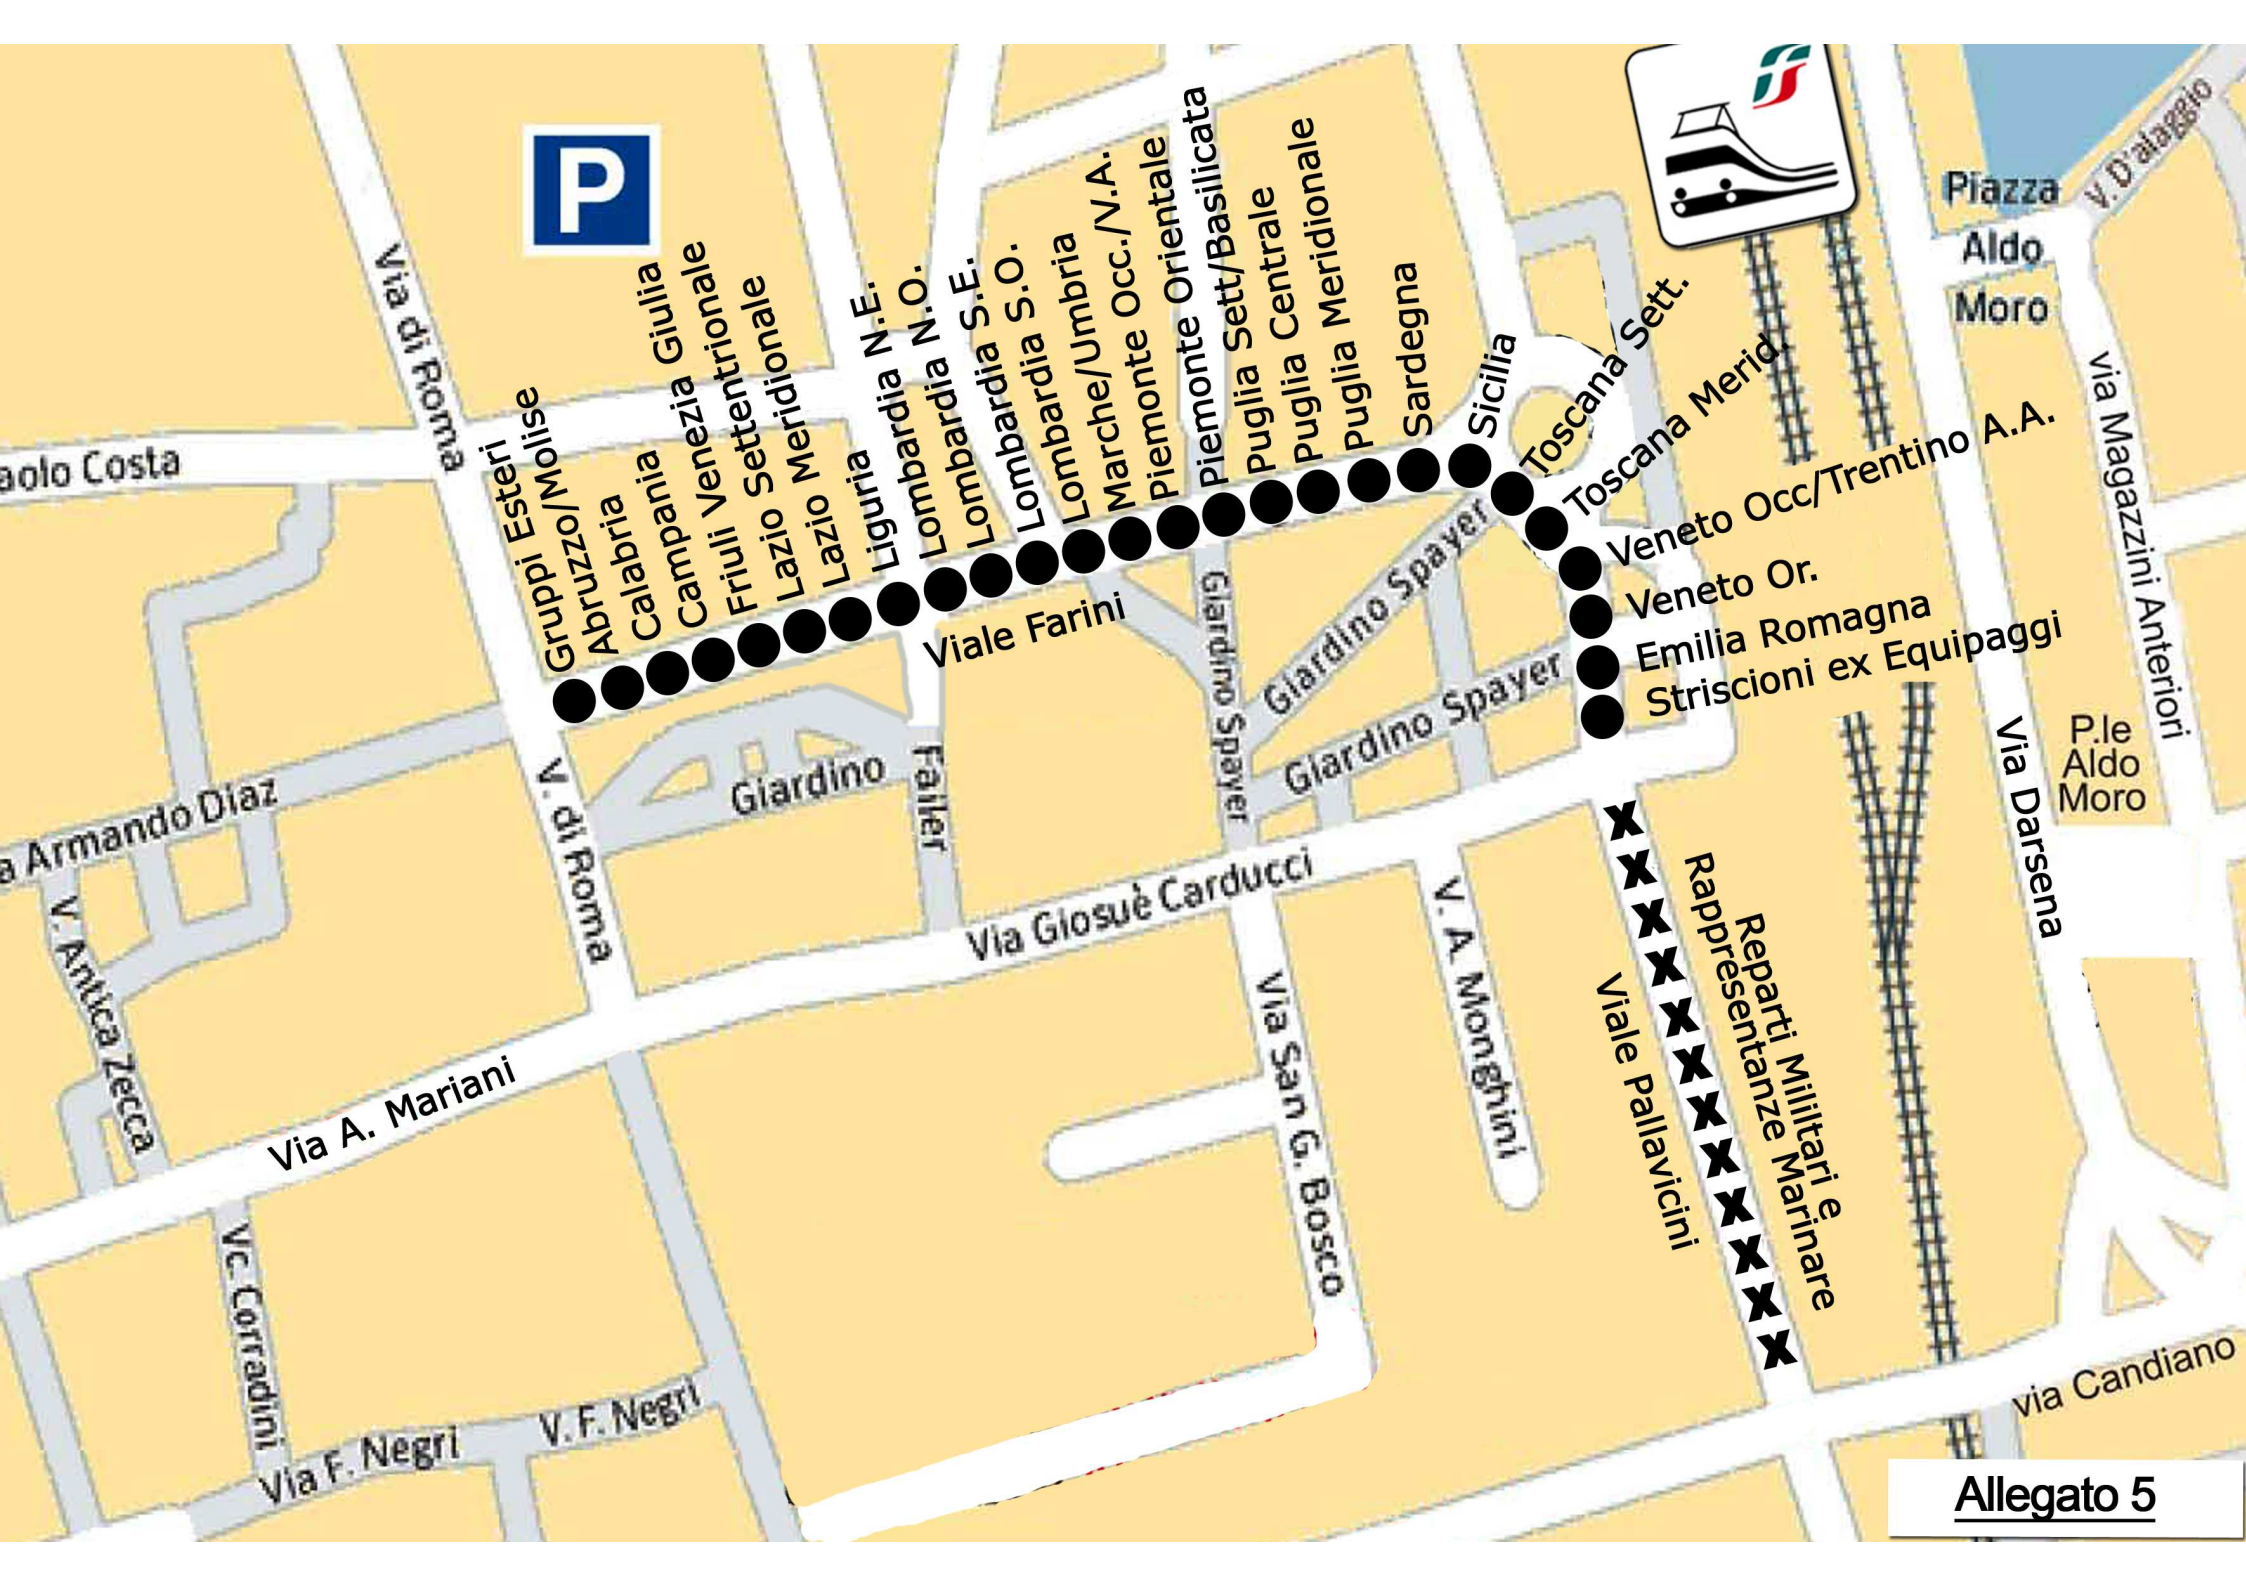 P
Via di Roma
aolo Costa
Gruppi Esteri
Abruzzo/Molise
Calabria
Campania
Friuli Venezia Giulia
Lazio Settentrionale
Lazio Meridionale
Liguria
Lombardia N.E.
Lombardia N.O.
Lombardia S.E.
Lombardia S.O.
Marche/Umbria
Piemonte Occ./V.A.
Piemonte Orientale
Piemonte Sett/Basilicata
Puglia Sett/Basilicata
Puglia Centrale
Puglia Meridionale
Sardegna
Sicilia
Toscana Sett.
Toscana Merid.
Veneto Occ/Trentino A.A.
Veneto Or.
Emilia Romagna
Striscioni ex Equipaggi
Piazza
Aldo
Moro
V. D'alaggio
via Magazzini Anteriori
Viale Farini
Giardino Spayer
Giardino Spayer
Giardino Spayer
Giardino
Failer
a Armando Diaz
V. di Roma
V. Antica Zecca
Via Giosuè Carducci
Via A. Mariani
V. A. Monghini
Via San G. Bosco
Viale Pallavicini
x x x x x x x x x x x x
Reparti Mililtari e
Rappresentanze Marinare
Via Darsena
P.le
Aldo
Moro
Vc. Corradini
Via F. Negri
V. F. Negri
via Candiano
Allegato 5